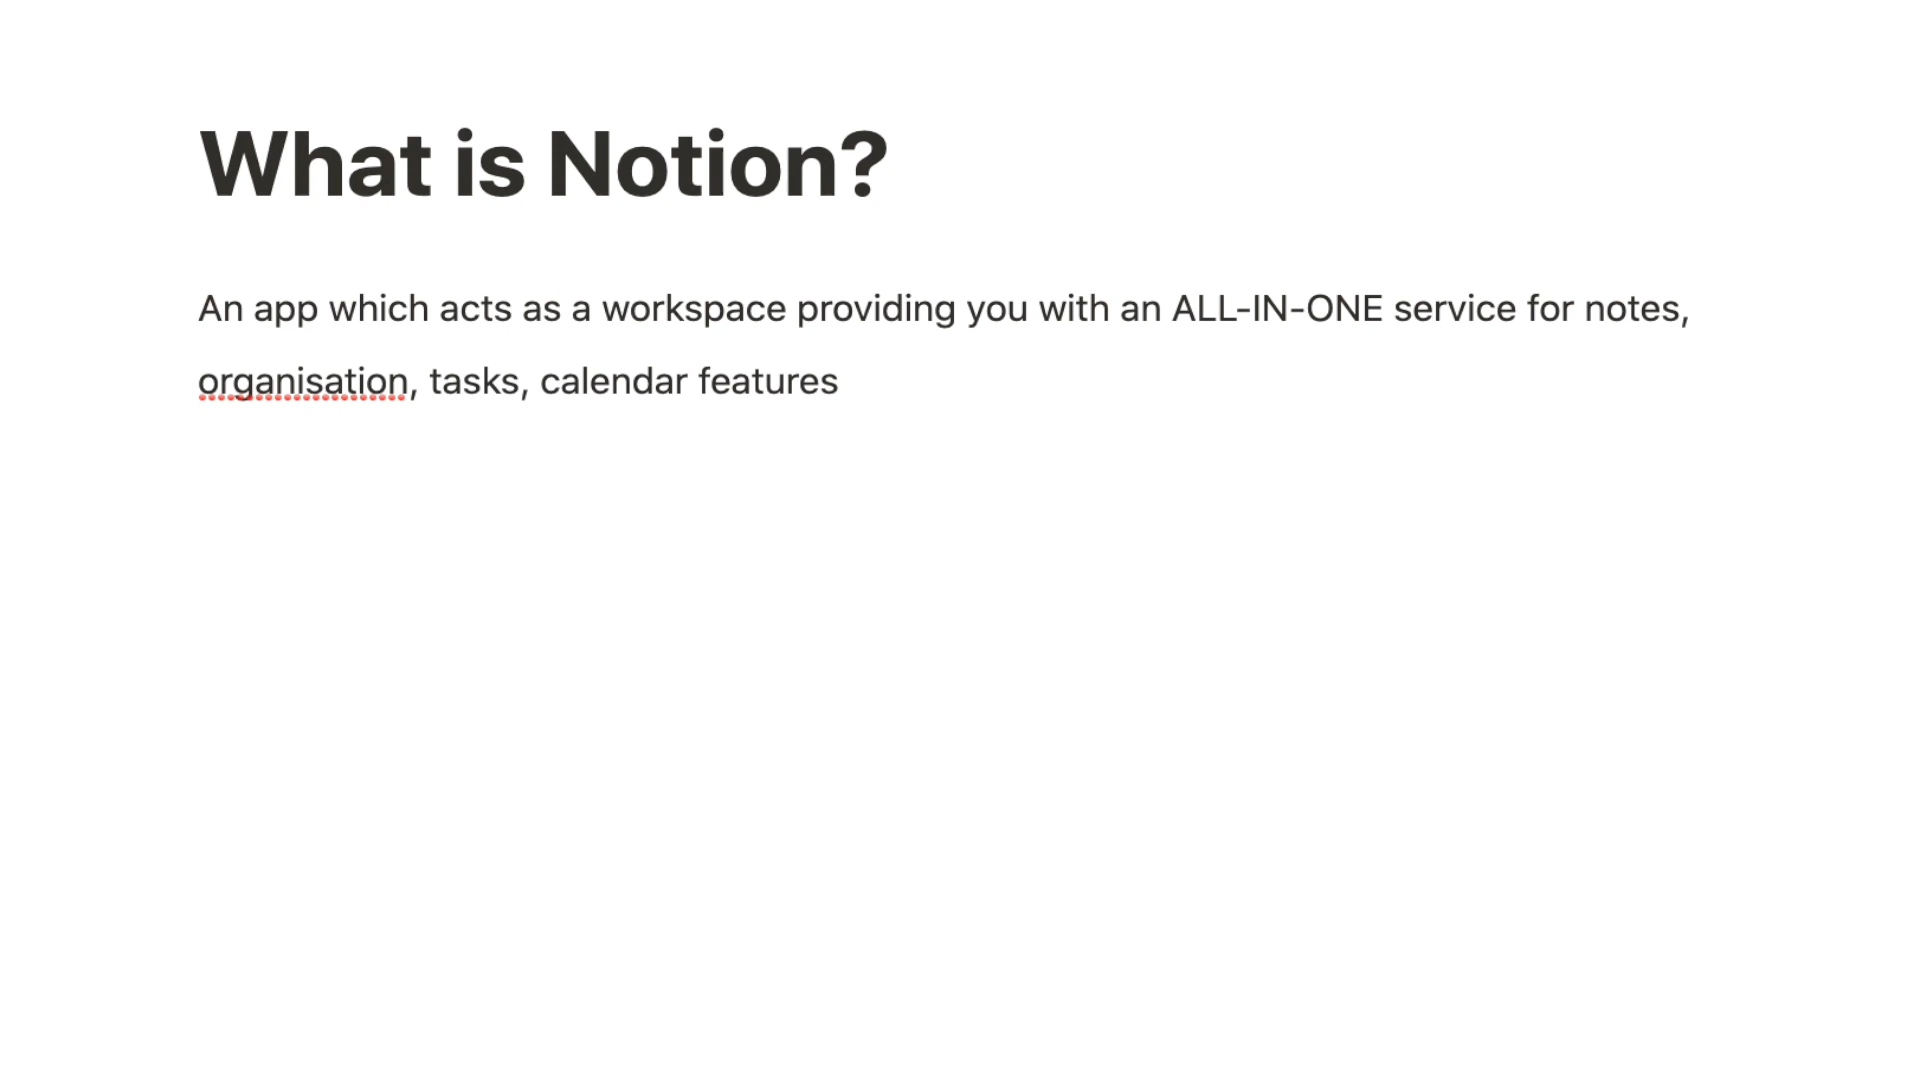 What is Notion?
An app which acts as a workspace providing you with an ALL-IN-ONE service for notes,
organisation, tasks, calendar features